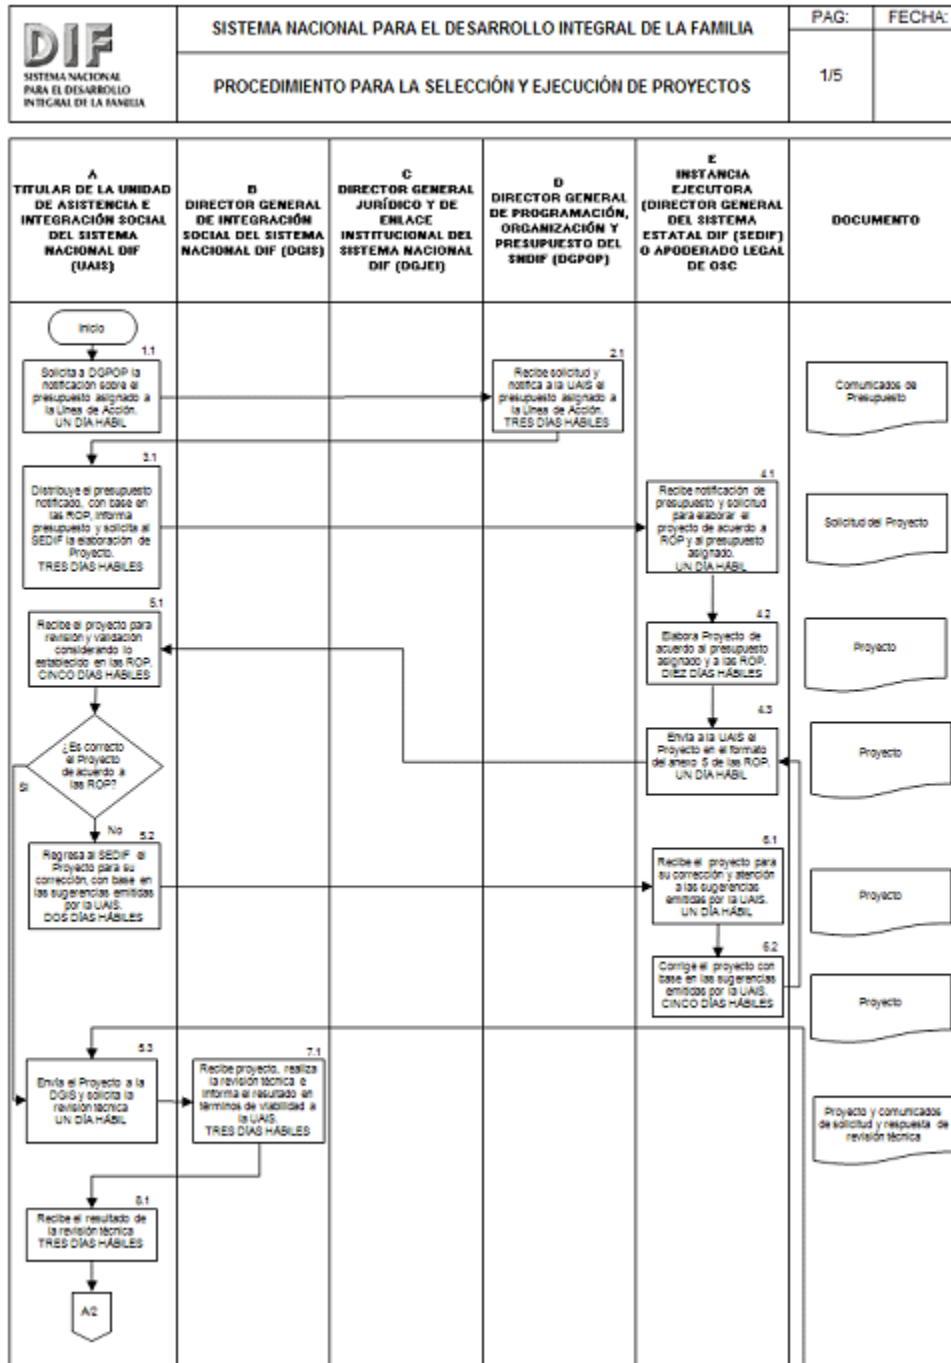 DIF
SISTEMA NACIONAL
PARA EL DESARROLLO
INTEGRAL DE LA FAMILIA
SISTEMA NACIONAL PARA EL DESARROLLO INTEGRAL DE LA FAMILIA
PROCEDIMIENTO PARA LA SELECCIÓN Y EJECUCIÓN DE PROYECTOS
PAG:
FECHA:
1/5
A
TITULAR DE LA UNIDAD
DE ASISTENCIA E
INTEGRACIÓN SOCIAL
DEL SISTEMA
NACIONAL DIF
(UAIS)
B
DIRECTOR GENERAL
DE INTEGRACIÓN
SOCIAL DEL SISTEMA
NACIONAL DIF (DGIS)
C
DIRECTOR GENERAL
JURÍDICO Y DE
ENLACE
INSTITUCIONAL DEL
SISTEMA NACIONAL
DIF (DGJEI)
D
DIRECTOR GENERAL
DE PROGRAMACIÓN,
ORGANIZACIÓN Y
PRESUPUESTO DEL
SNDIF (DGPOP)
E
INSTANCIA
EJECUTORA
(DIRECTOR GENERAL
DEL SISTEMA
ESTATAL DIF (SEDIF)
O APODERADO LEGAL
DE OSC
DOCUMENTO
Inicio
1.1
Solicita a DGPOP la
notificación sobre el
presupuesto asignado a
la Línea de Acción.
UN DÍA HÁBIL
2.1
Recibe solicitud y
notifica a la UAIS el
presupuesto asignado a
la Línea de Acción.
TRES DÍAS HÁBILES
Comunicados de
Presupuesto
3.1
Distribuye el presupuesto
notificado, con base en
las ROP, informa
presupuesto y solicita al
SEDIF la elaboración de
Proyecto.
TRES DÍAS HÁBILES
4.1
Recibe notificación de
presupuesto y solicitud
para elaborar el
proyecto de acuerdo a
ROP y al presupuesto
asignado.
UN DÍA HÁBIL
Solicitud del Proyecto
5.1
Recibe el proyecto para
revisión y validación
considerando lo
establecido en las ROP.
CINCO DÍAS HÁBILES
4.2
Elabora Proyecto de
acuerdo al presupuesto
asignado y a las ROP.
DIEZ DÍAS HÁBILES
Proyecto
4.3
Envía a la UAIS el
Proyecto en el formato
del anexo 5 de las ROP.
UN DÍA HÁBIL
Proyecto
¿Es correcto
el Proyecto
de acuerdo a
las ROP?
SI
No
5.2
Regresa al SEDIF el
Proyecto para su
corrección, con base en
las sugerencias emitidas
por la UAIS.
DOS DÍAS HÁBILES
6.1
Recibe el proyecto para
su corrección y atención
a las sugerencias
emitidas por la UAIS.
UN DÍA HÁBIL
Proyecto
6.2
Corrige el proyecto con
base en las sugerencias
emitidas por la UAIS.
CINCO DÍAS HÁBILES
Proyecto
5.3
Envía el Proyecto a la
DGIS y solicita la
revisión técnica
UN DÍA HÁBIL
7.1
Recibe proyecto, realiza
la revisión técnica e
informa el resultado en
términos de viabilidad a
la UAIS.
TRES DÍAS HÁBILES
Proyecto y comunicados
de solicitud y respuesta de
revisión técnica
8.1
Recibe el resultado de
la revisión técnica
TRES DÍAS HÁBILES
A/2